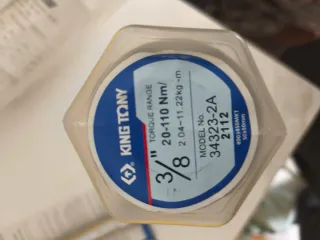 KING TONY
TORQUE RANGE
3/8"
20-110 Nm/
2.04-11.22kg-m
MODEL No.
34323-2A
2112